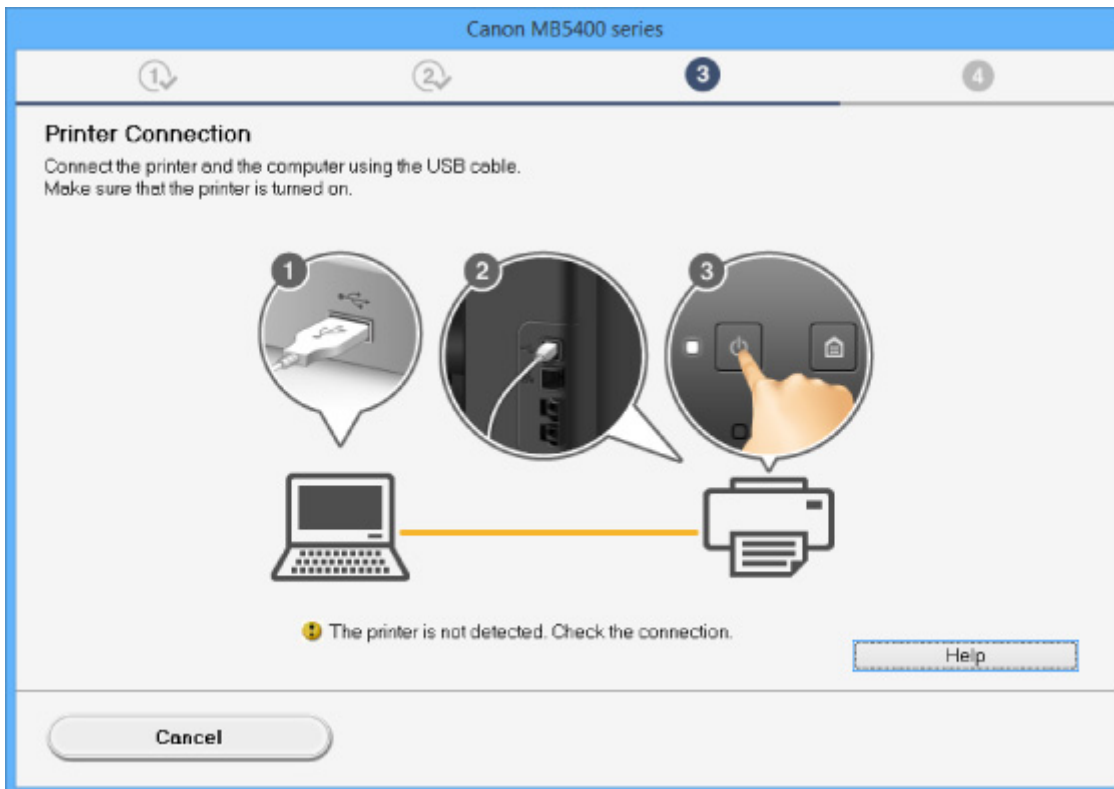 Canon MB5400 series
1 2 3 4
Printer Connection
Connect the printer and the computer using the USB cable.
Make sure that the printer is turned on.
1 2 3
The printer is not detected. Check the connection.
Help
Cancel